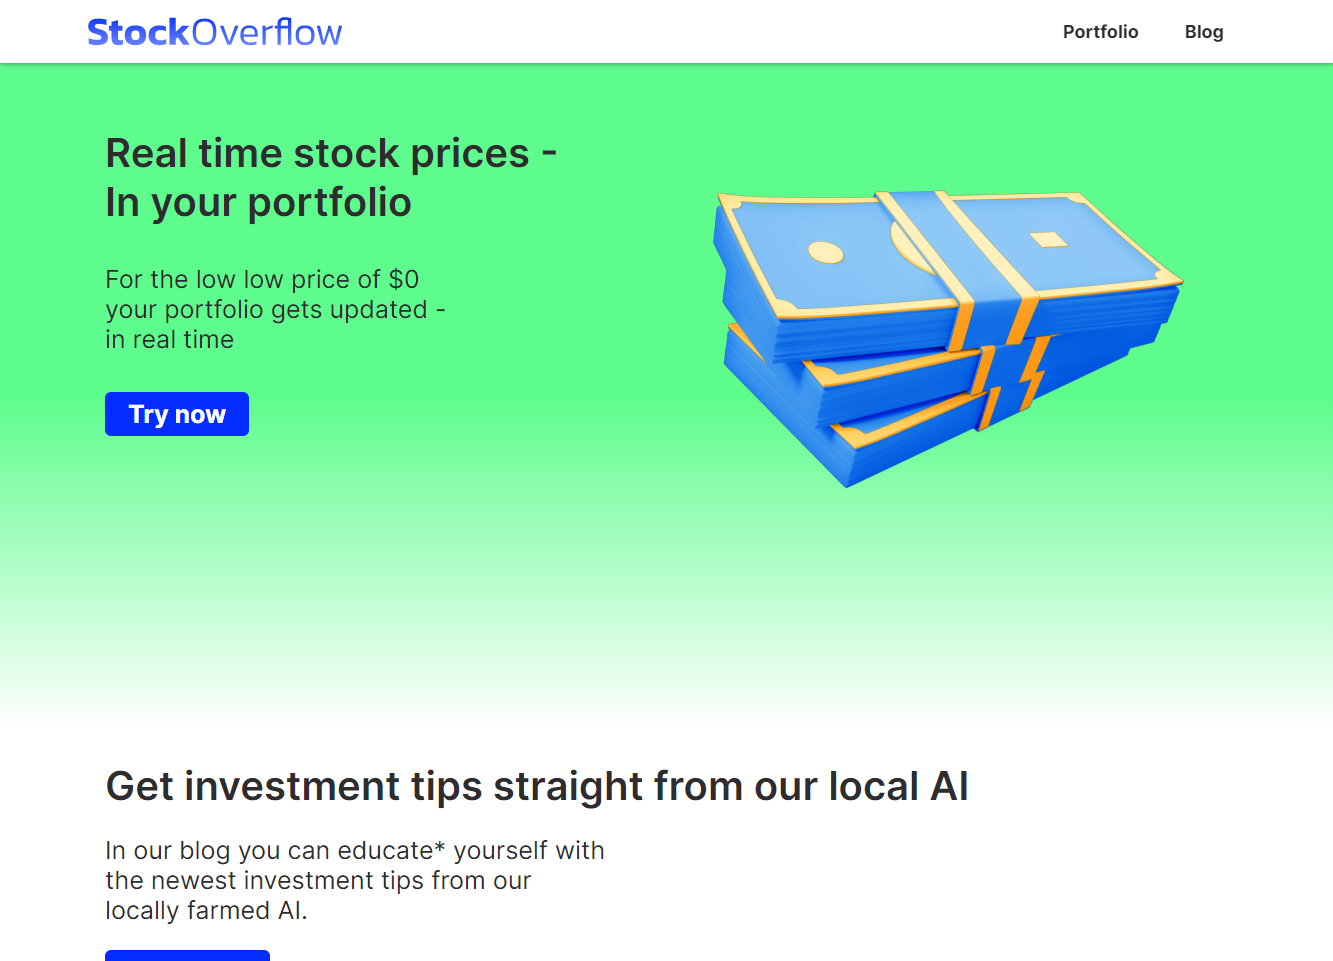 StockOverflow
Portfolio
Blog
Real time stock prices -
In your portfolio
For the low low price of $0
your portfolio gets updated -
in real time
Try now
Get investment tips straight from our local AI
In our blog you can educate* yourself with
the newest investment tips from our
locally farmed AI.